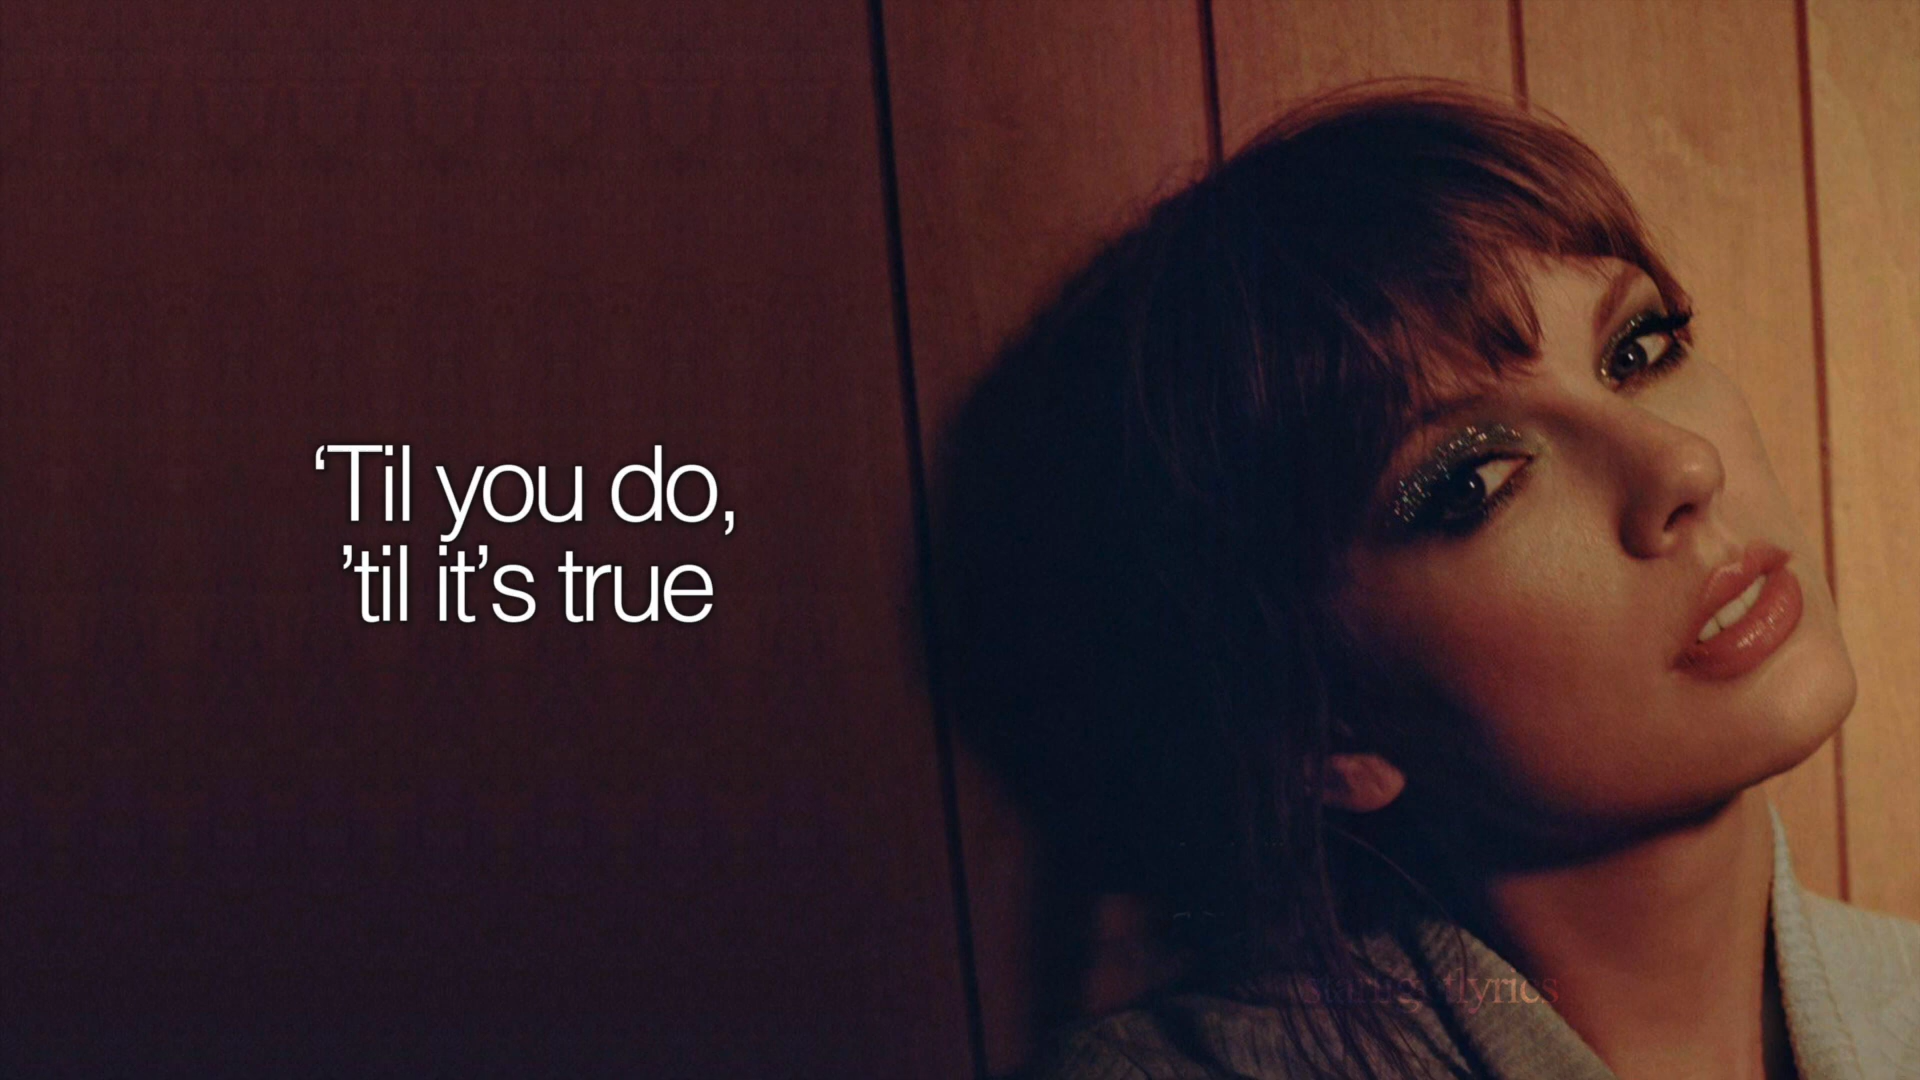 ‘Til you do,
’til it’s true